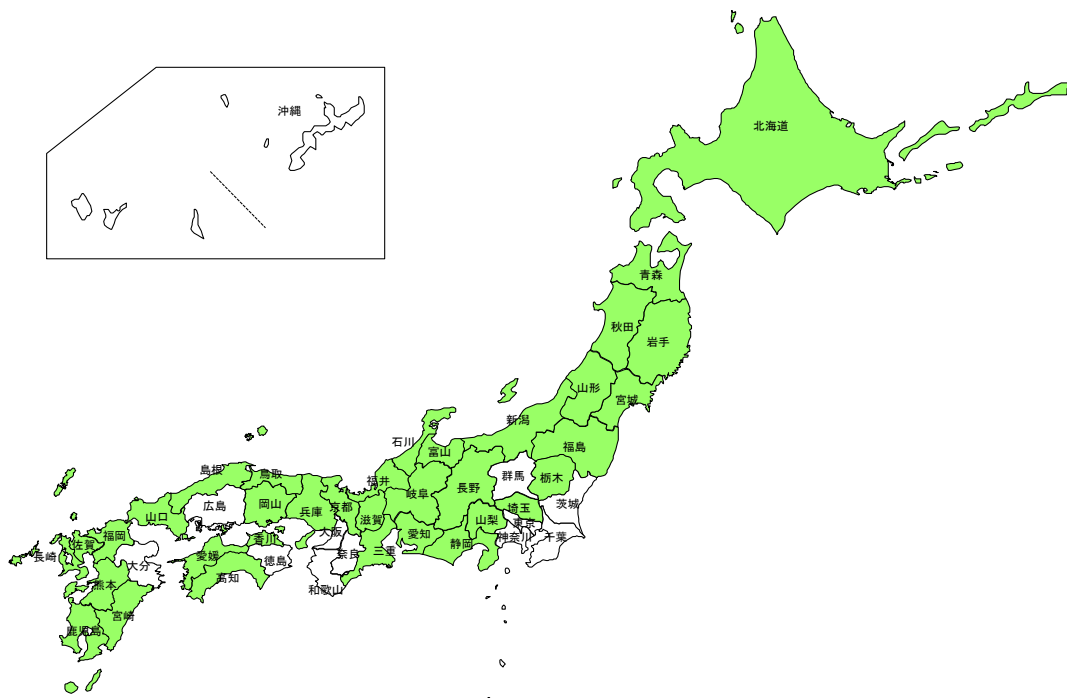 沖縄
北海道
青森
秋田
岩手
山形
宮城
新潟
福島
石川
富山
群馬
栃木
福井
長野
茨城
岐阜
埼玉
東京
山梨
神奈川
千葉
島根
鳥取
広島
岡山
兵庫
京都
滋賀
愛知
静岡
山口
大阪
奈良
三重
和歌山
香川
徳島
愛媛
高知
福岡
佐賀
長崎
大分
熊本
宮崎
鹿児島